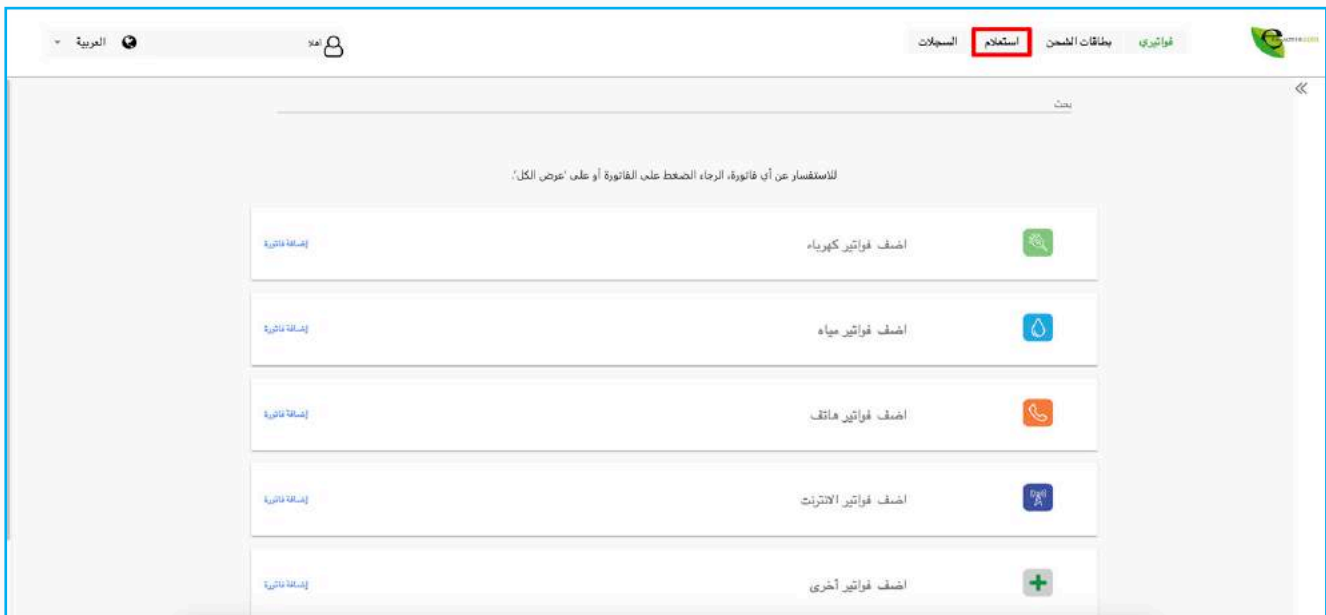 فواتيري بطاقات الشحن استعلام السجلات اهلا العربية
بحث
للاستفسار عن أي فاتورة، الرجاء الضغط على الفاتورة أو على 'عرض الكل'.
اضف فواتير كهرباء إضافة فاتورة
اضف فواتير مياه إضافة فاتورة
اضف فواتير هاتف إضافة فاتورة
اضف فواتير الانترنت إضافة فاتورة
اضف فواتير أخرى إضافة فاتورة